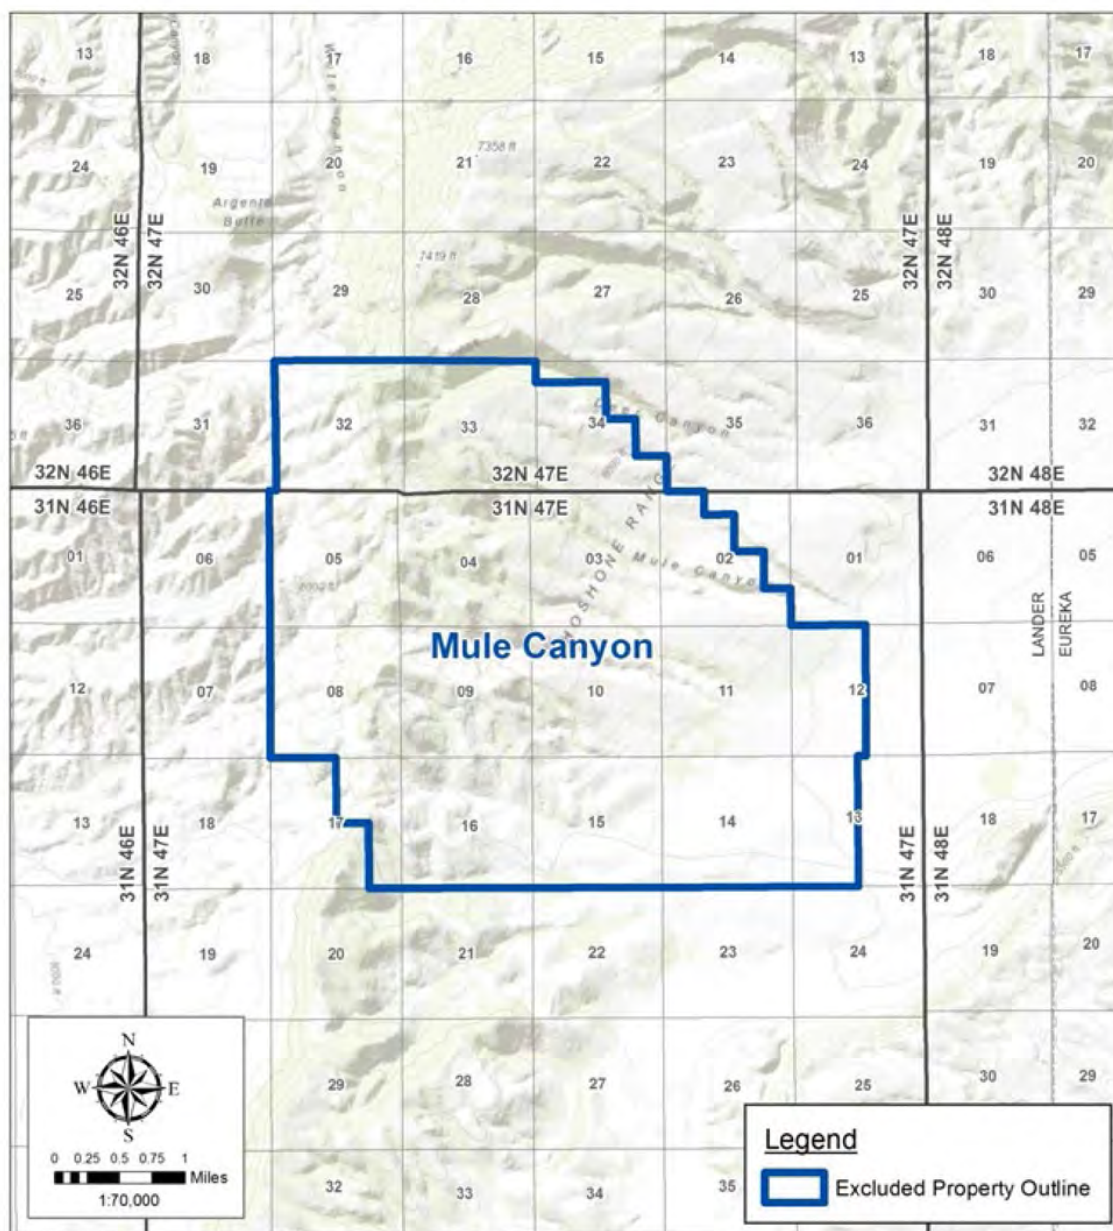 13 18 17 16 15 14 13 18 17
Canyon
Water Canyon
7358 ft
24 19 20 21 22 23 24 19 20
Argenta
Butte
32N 46E
32N 47E
32N 47E
32N 48E
7419 ft
25 30 29 28 27 26 25 30 29
36 31 32 33 34 35 36 31 32
Canyon
32N 46E 32N 47E 32N 48E
31N 46E 31N 47E 31N 48E
01 06 05 04 03 02 01 06 05
SHOSHONE RANGE
Mule Canyon
LANDER
EUREKA
Mule Canyon
12 07 08 09 10 11 12 07 08
13 18 17 16 15 14 13 18 17
31N 46E
31N 47E
31N 47E
31N 48E
24 19 20 21 22 23 24 19 20
29 28 27 26 25 30 29
32 33 34 35
N
W E
S
0 0.25 0.5 0.75 1
Miles
1:70,000
Legend
Excluded Property Outline